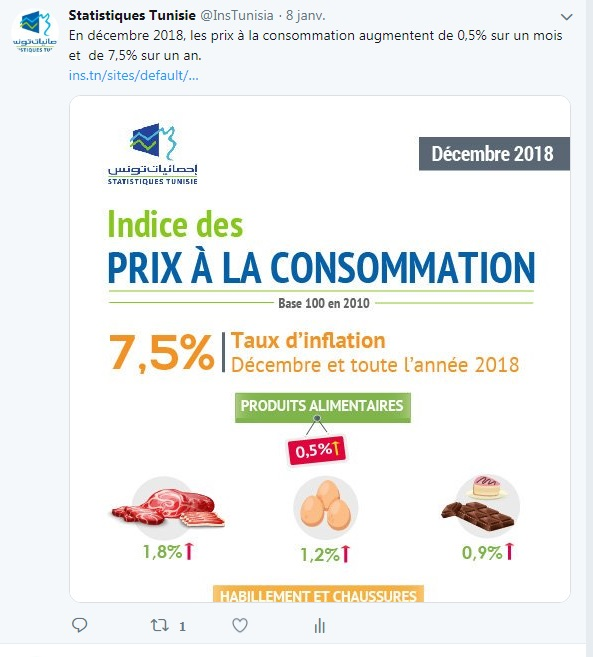 Statistiques Tunisie @InsTunisia · 8 janv.
En décembre 2018, les prix à la consommation augmentent de 0,5% sur un mois
et de 7,5% sur un an.
ins.tn/sites/default/...
إحصائيات تونس
STATISTIQUES TUNISIE
Décembre 2018
Indice des
PRIX À LA CONSOMMATION
Base 100 en 2010
7,5% Taux d'inflation
Décembre et toute l'année 2018
PRODUITS ALIMENTAIRES
0,5%
1,8% 1,2% 0,9%
HABILLEMENT ET CHAUSSURES
1